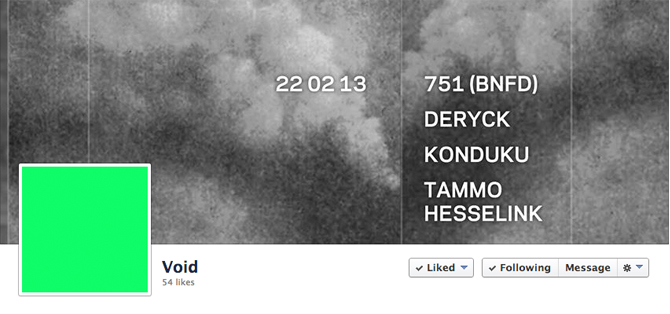 22 02 13
751 (BNFD)
DERYCK
KONDUKU
TAMMO
HESSELINK
Void
54 likes
Liked
Following
Message